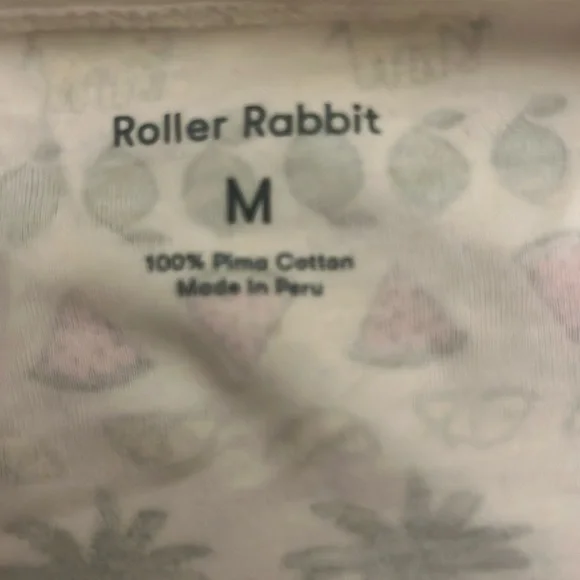 Roller Rabbit
M
100% Pima Cotton
Made In Peru